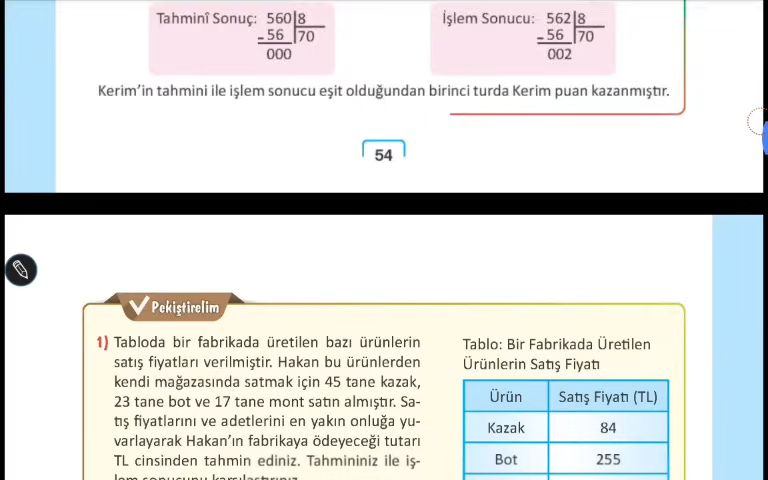 Tahminî Sonuç: 560 8
- 56 70
000
İşlem Sonucu: 562 8
- 56 70
002
Kerim'in tahmini ile işlem sonucu eşit olduğundan birinci turda Kerim puan kazanmıştır.
54
Pekiştirelim
1) Tabloda bir fabrikada üretilen bazı ürünlerin
satış fiyatları verilmiştir. Hakan bu ürünlerden
kendi mağazasında satmak için 45 tane kazak,
23 tane bot ve 17 tane mont satın almıştır. Sa-
tış fiyatlarını ve adetlerini en yakın onluğa yu-
varlayarak Hakan'ın fabrikaya ödeyeceği tutarı
TL cinsinden tahmin ediniz. Tahmininiz ile iş-
lem sonucunu karşılaştırınız.
Tablo: Bir Fabrikada Üretilen
Ürünlerin Satış Fiyatı
Ürün Satış Fiyatı (TL)
Kazak 84
Bot 255